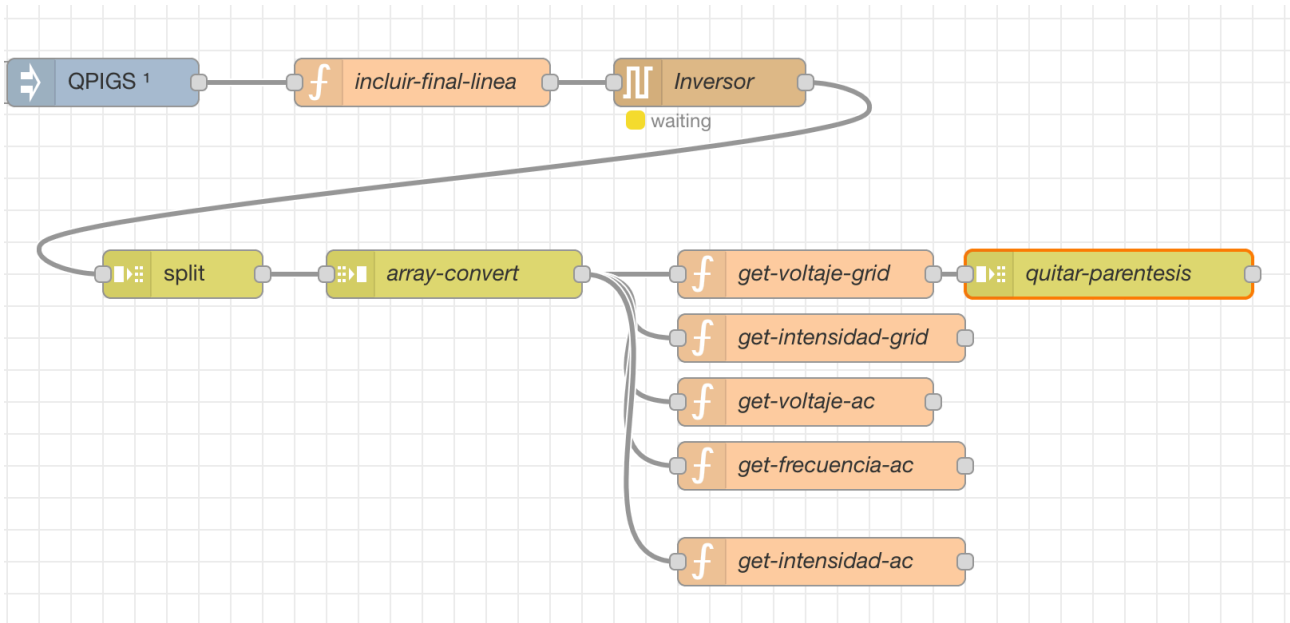 QPIGS ¹
incluir-final-linea
Inversor
waiting
split
array-convert
get-voltaje-grid
quitar-parentesis
get-intensidad-grid
get-voltaje-ac
get-frecuencia-ac
get-intensidad-ac